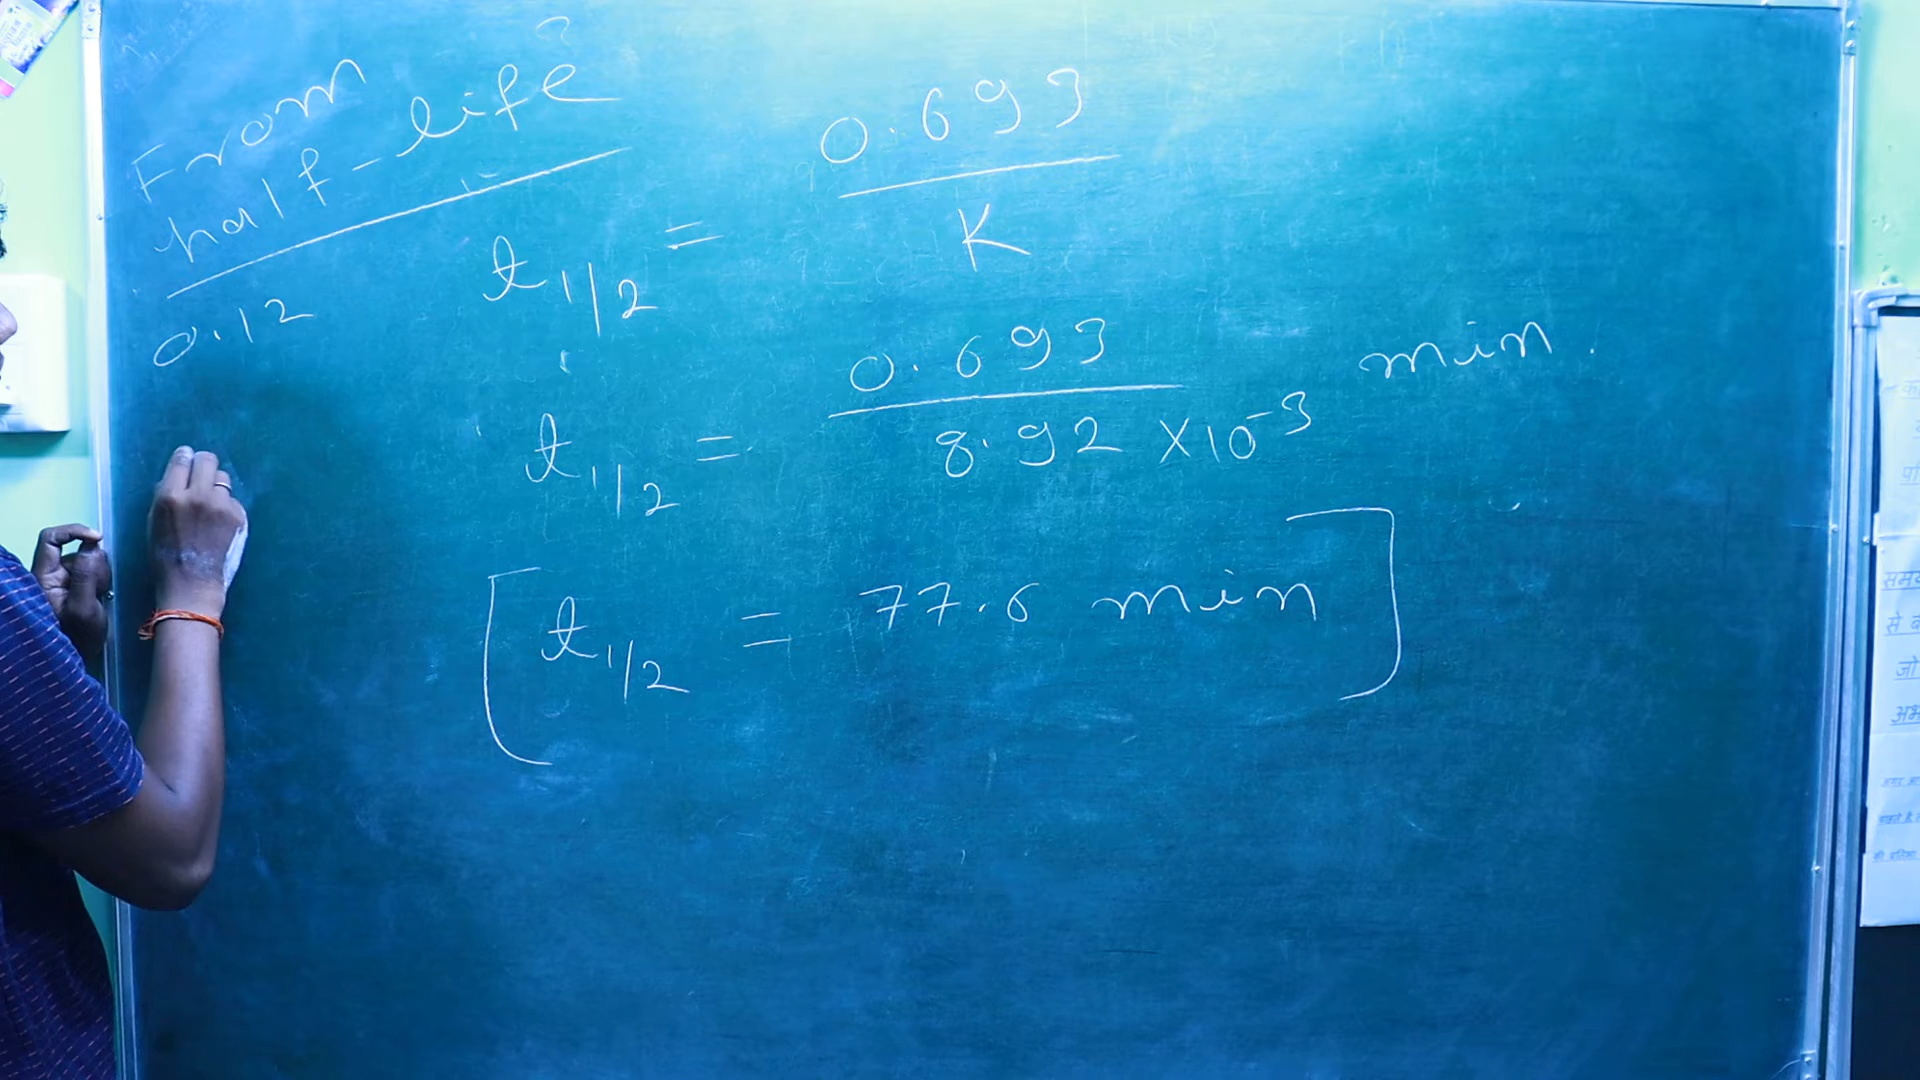 From
half-life
0.12
t1/2 = 0.693
K
t1/2 = 0.693 min.
8.92 ×10⁻³
[t1/2 = 77.6 min]
समय
से
जो